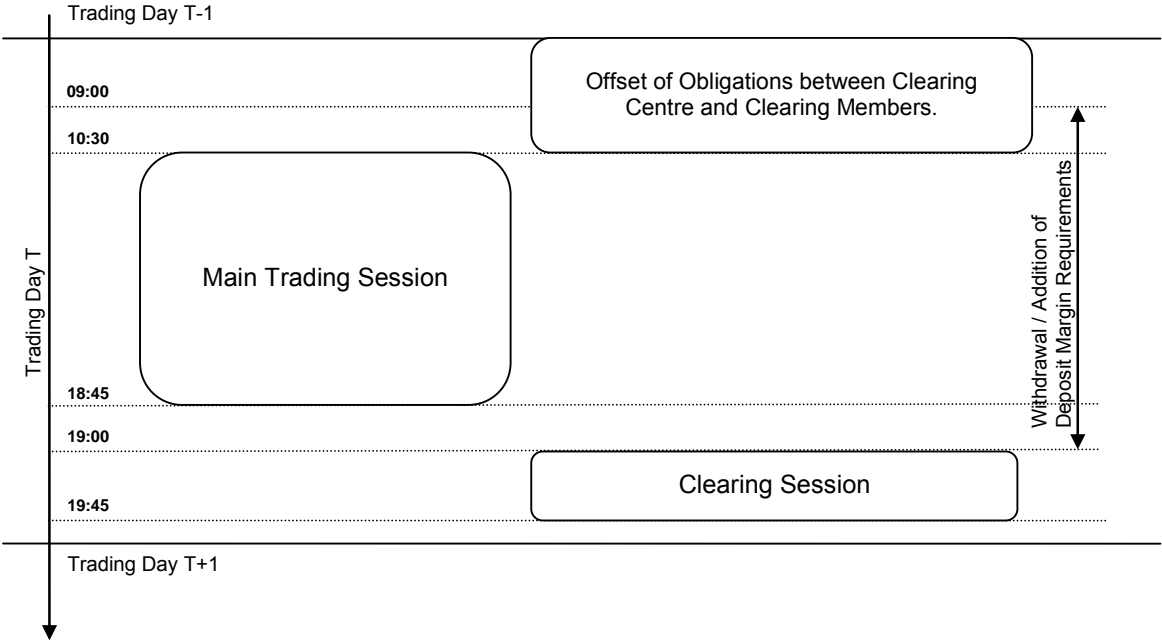 Trading Day T-1
Offset of Obligations between Clearing
Centre and Clearing Members.
09:00
10:30
Main Trading Session
Trading Day T
Withdrawal / Addition of
Deposit Margin Requirements
18:45
19:00
Clearing Session
19:45
Trading Day T+1